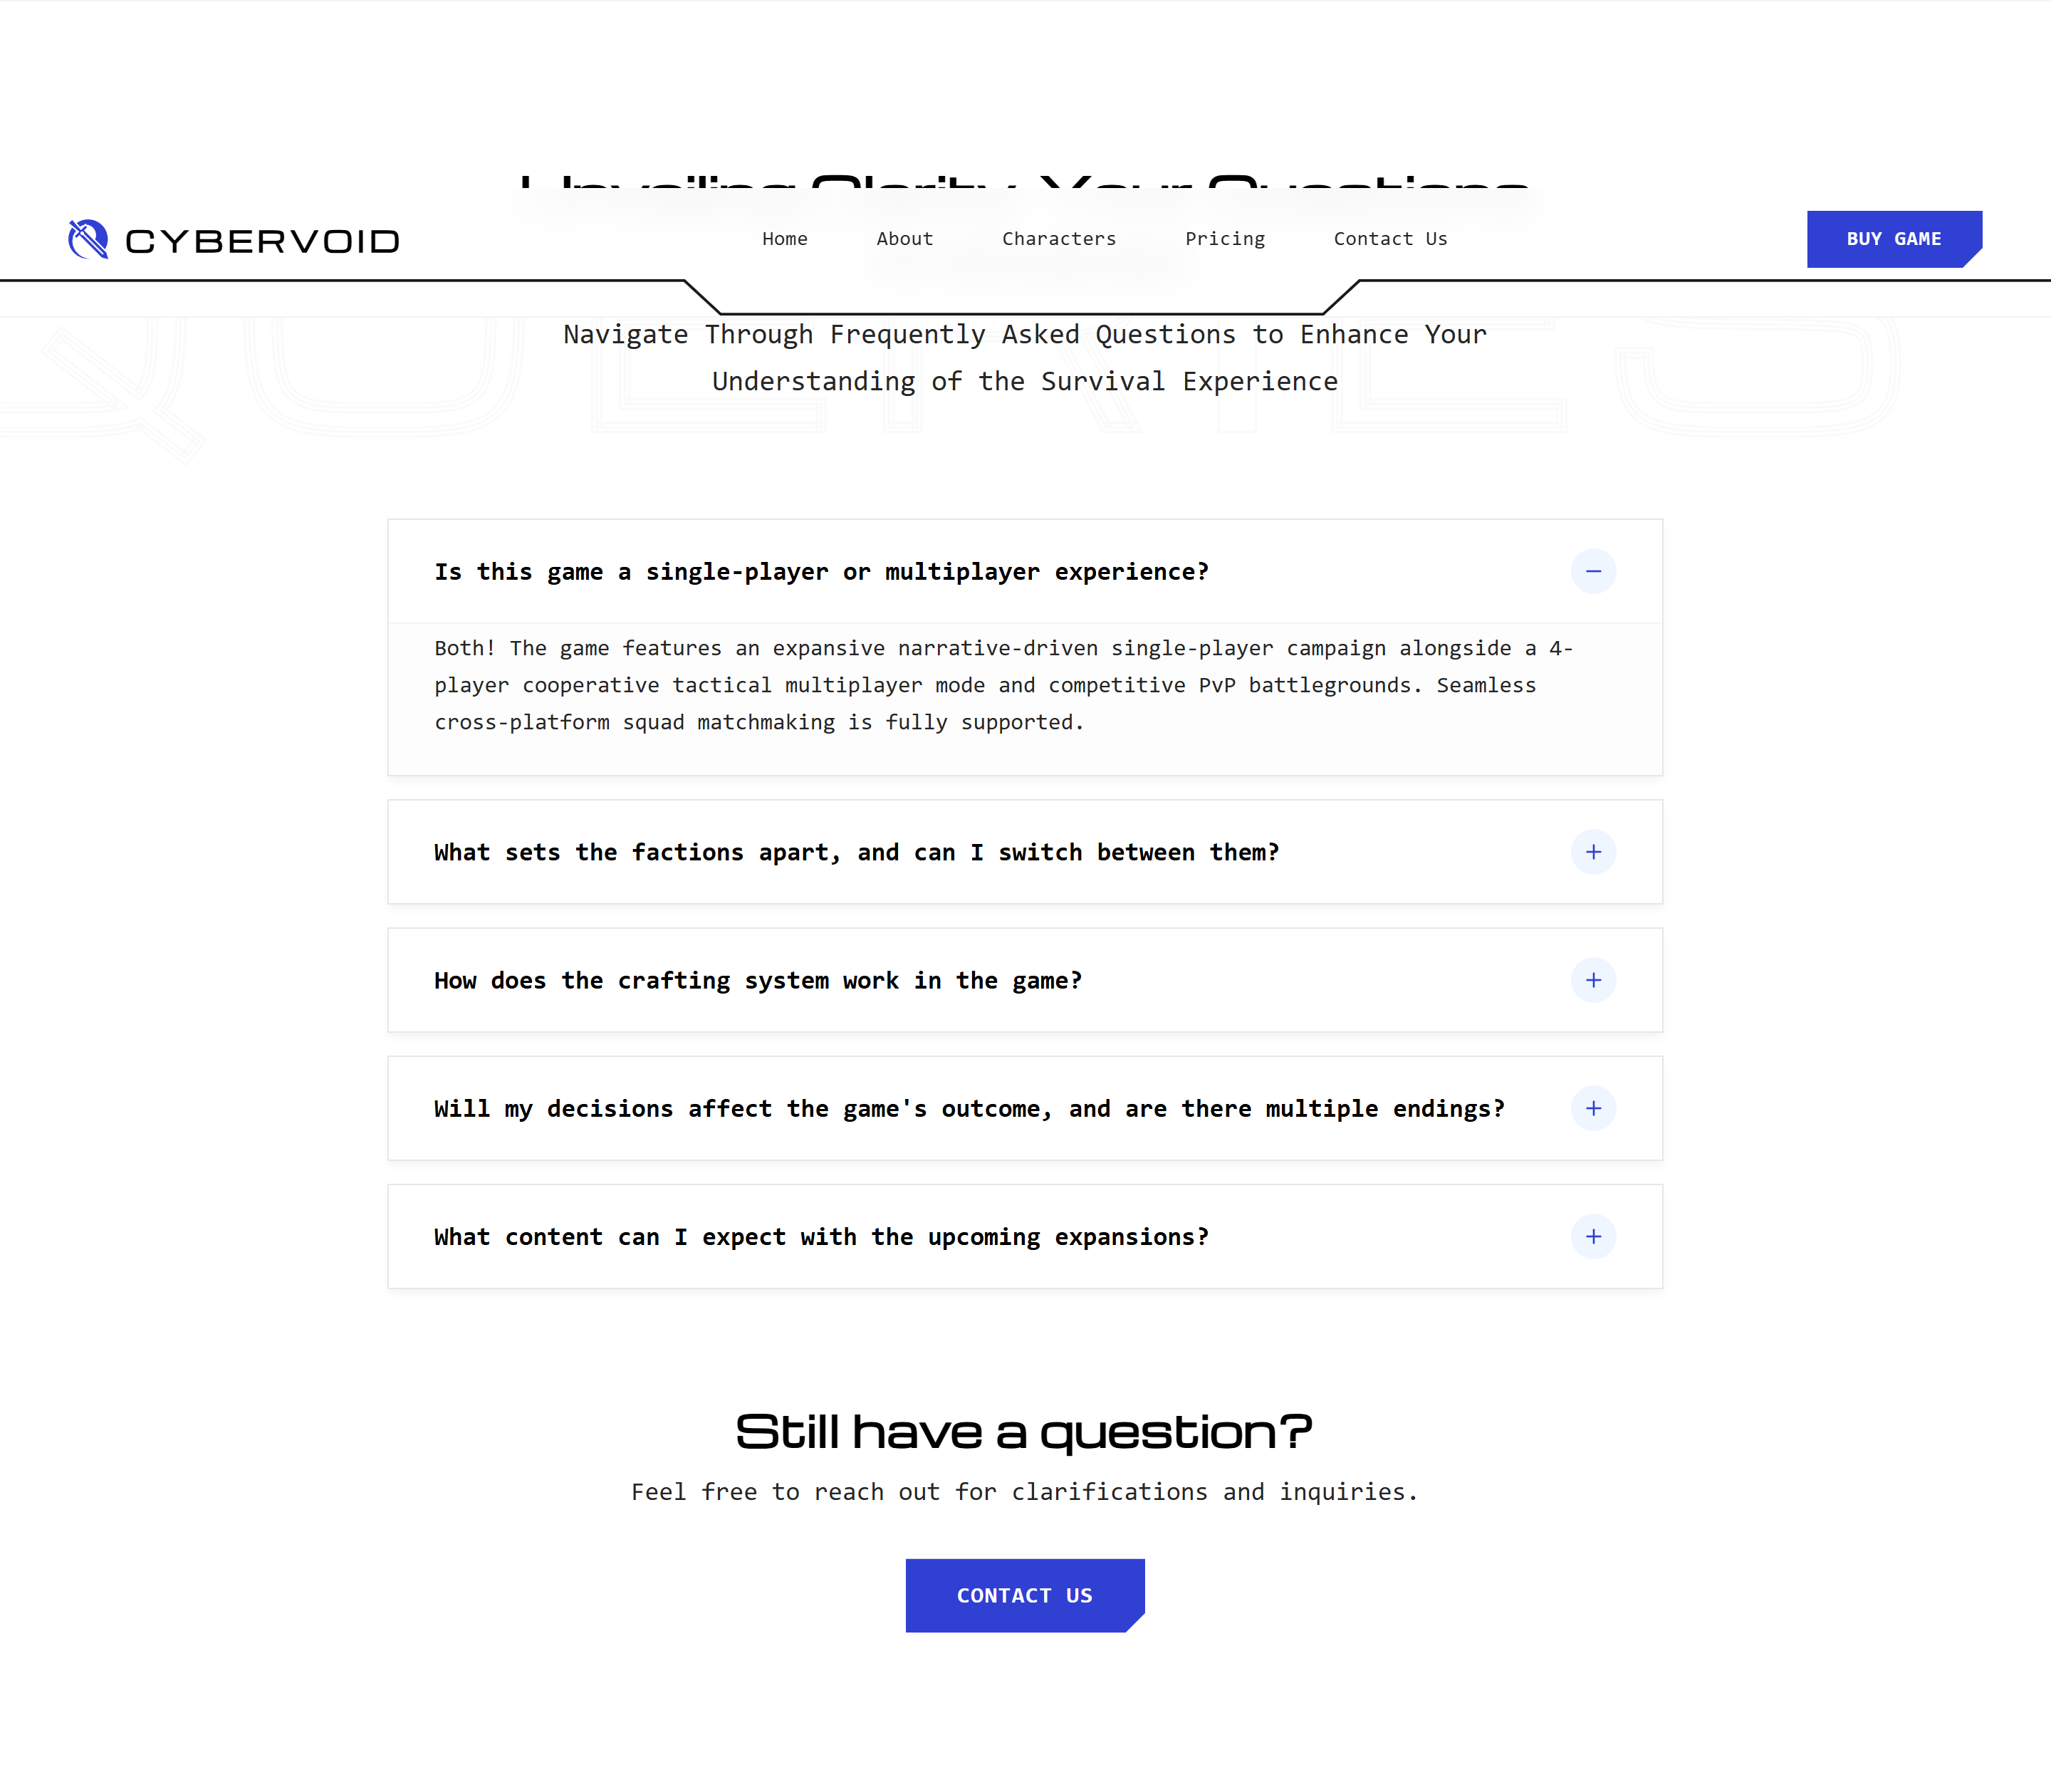 Unveiling Clarity: Your Questions
CYBERVOID
Home
About
Characters
Pricing
Contact Us
BUY GAME
QUERIES
Navigate Through Frequently Asked Questions to Enhance Your
Understanding of the Survival Experience
Is this game a single-player or multiplayer experience?
Both! The game features an expansive narrative-driven single-player campaign alongside a 4-
player cooperative tactical multiplayer mode and competitive PvP battlegrounds. Seamless
cross-platform squad matchmaking is fully supported.
What sets the factions apart, and can I switch between them?
How does the crafting system work in the game?
Will my decisions affect the game's outcome, and are there multiple endings?
What content can I expect with the upcoming expansions?
Still have a question?
Feel free to reach out for clarifications and inquiries.
CONTACT US